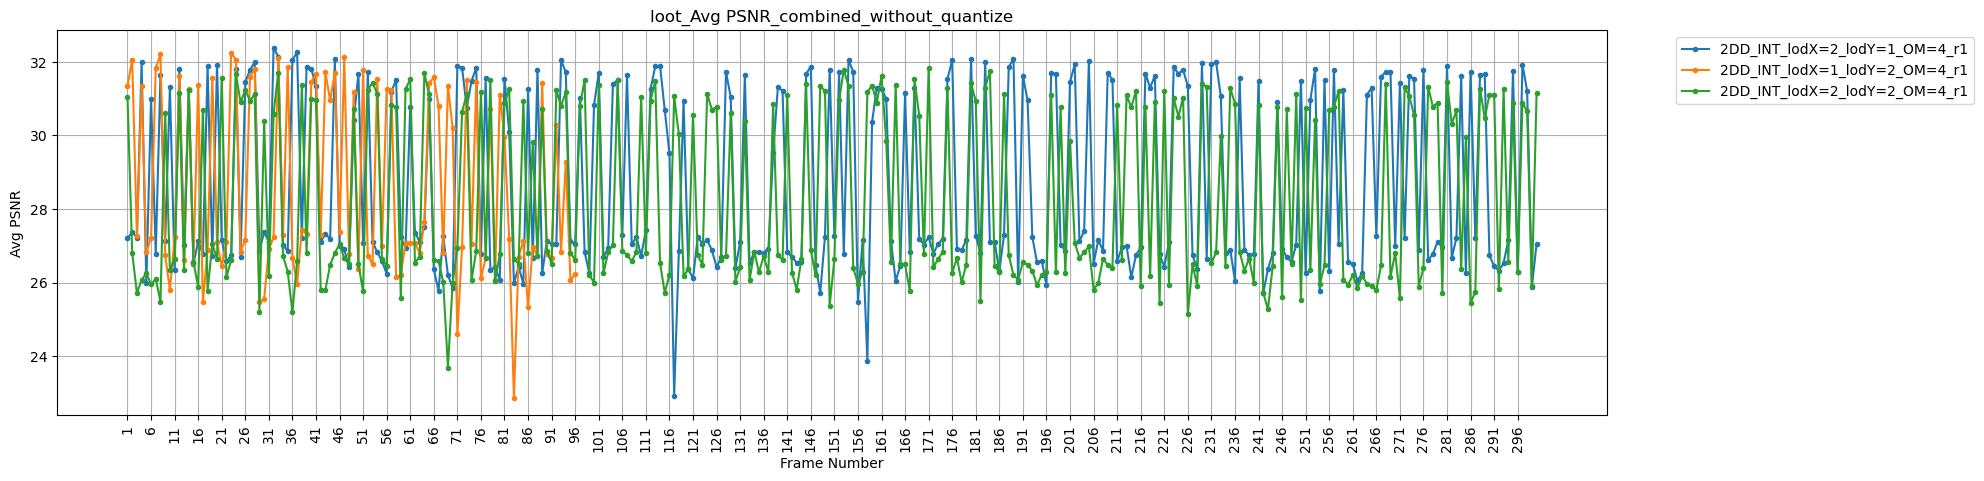 loot_Avg PSNR_combined_without_quantize
2DD_INT_lodX=2_lodY=1_OM=4_r1
2DD_INT_lodX=1_lodY=2_OM=4_r1
2DD_INT_lodX=2_lodY=2_OM=4_r1
Avg PSNR
32
30
28
26
24
1 6 11 16 21 26 31 36 41 46 51 56 61 66 71 76 81 86 91 96 101 106 111 116 121 126 131 136 141 146 151 156 161 166 171 176 181 186 191 196 201 206 211 216 221 226 231 236 241 246 251 256 261 266 271 276 281 286 291 296
Frame Number